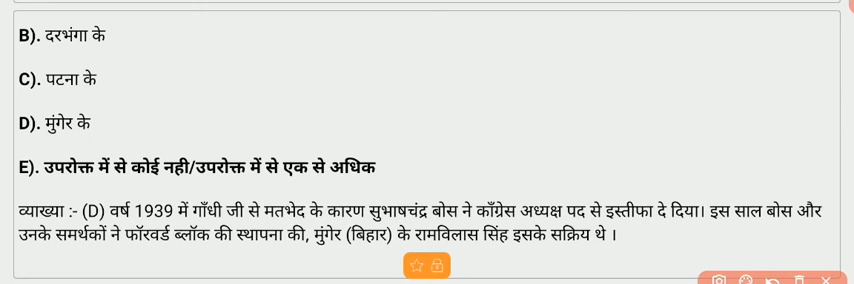 B). दरभंगा के
C). पटना के
D). मुंगेर के
E). उपरोक्त में से कोई नही/उपरोक्त में से एक से अधिक
व्याख्या :- (D) वर्ष 1939 में गाँधी जी से मतभेद के कारण सुभाषचंद्र बोस ने काँग्रेस अध्यक्ष पद से इस्तीफा दे दिया। इस साल बोस और
उनके समर्थकों ने फॉरवर्ड ब्लॉक की स्थापना की, मुंगेर (बिहार) के रामविलास सिंह इसके सक्रिय थे ।